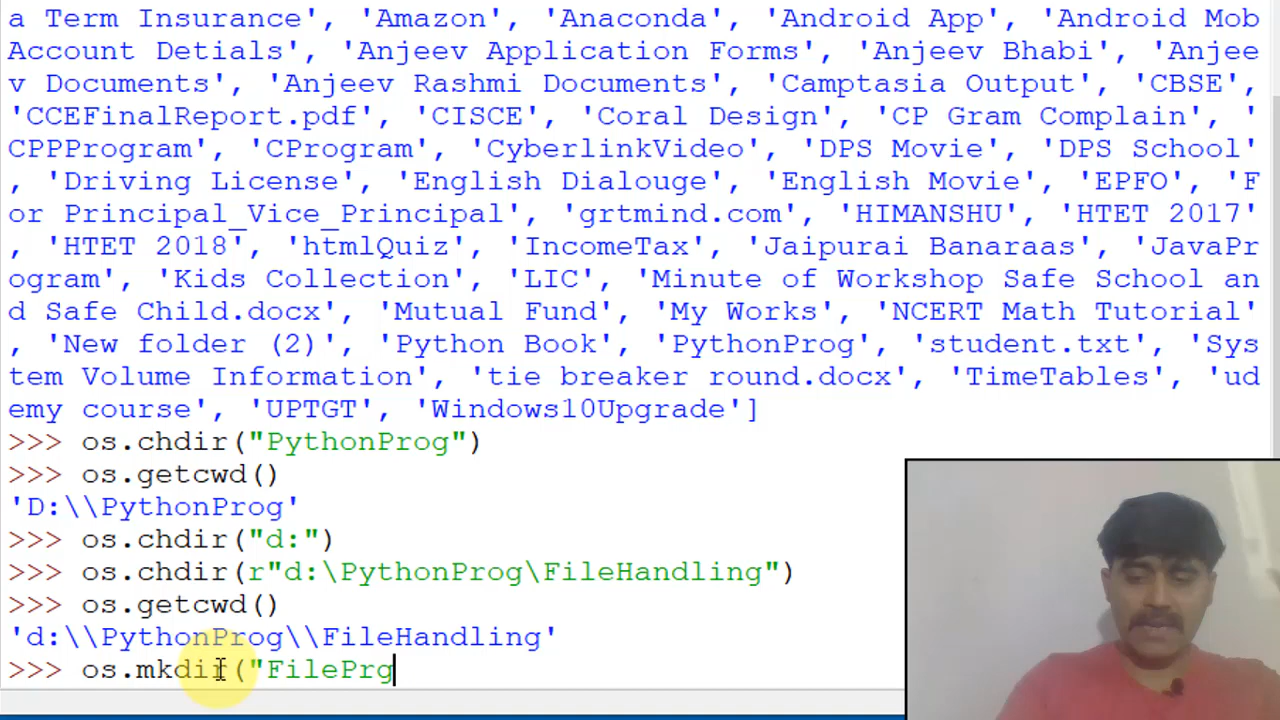 a Term Insurance', 'Amazon', 'Anaconda', 'Android App', 'Android Mob
Account Detials', 'Anjeev Application Forms', 'Anjeev Bhabi', 'Anjee
v Documents', 'Anjeev Rashmi Documents', 'Camptasia Output', 'CBSE',
'CCEFinalReport.pdf', 'CISCE', 'Coral Design', 'CP Gram Complain', '
CPPProgram', 'CProgram', 'CyberlinkVideo', 'DPS Movie', 'DPS School'
, 'Driving License', 'English Dialouge', 'English Movie', 'EPFO', 'F
or Principal_Vice_Principal', 'grtmind.com', 'HIMANSHU', 'HTET 2017'
, 'HTET 2018', 'htmlQuiz', 'IncomeTax', 'Jaipurai Banaraas', 'JavaPr
ogram', 'Kids Collection', 'LIC', 'Minute of Workshop Safe School an
d Safe Child.docx', 'Mutual Fund', 'My Works', 'NCERT Math Tutorial'
, 'New folder (2)', 'Python Book', 'PythonProg', 'student.txt', 'Sys
tem Volume Information', 'tie breaker round.docx', 'TimeTables', 'ud
emy course', 'UPTGT', 'Windows10Upgrade']
>>> os.chdir("PythonProg")
>>> os.getcwd()
'D:\\PythonProg'
>>> os.chdir("d:")
>>> os.chdir(r"d:\PythonProg\FileHandling")
>>> os.getcwd()
'd:\\PythonProg\\FileHandling'
>>> os.mkdir("FilePrg